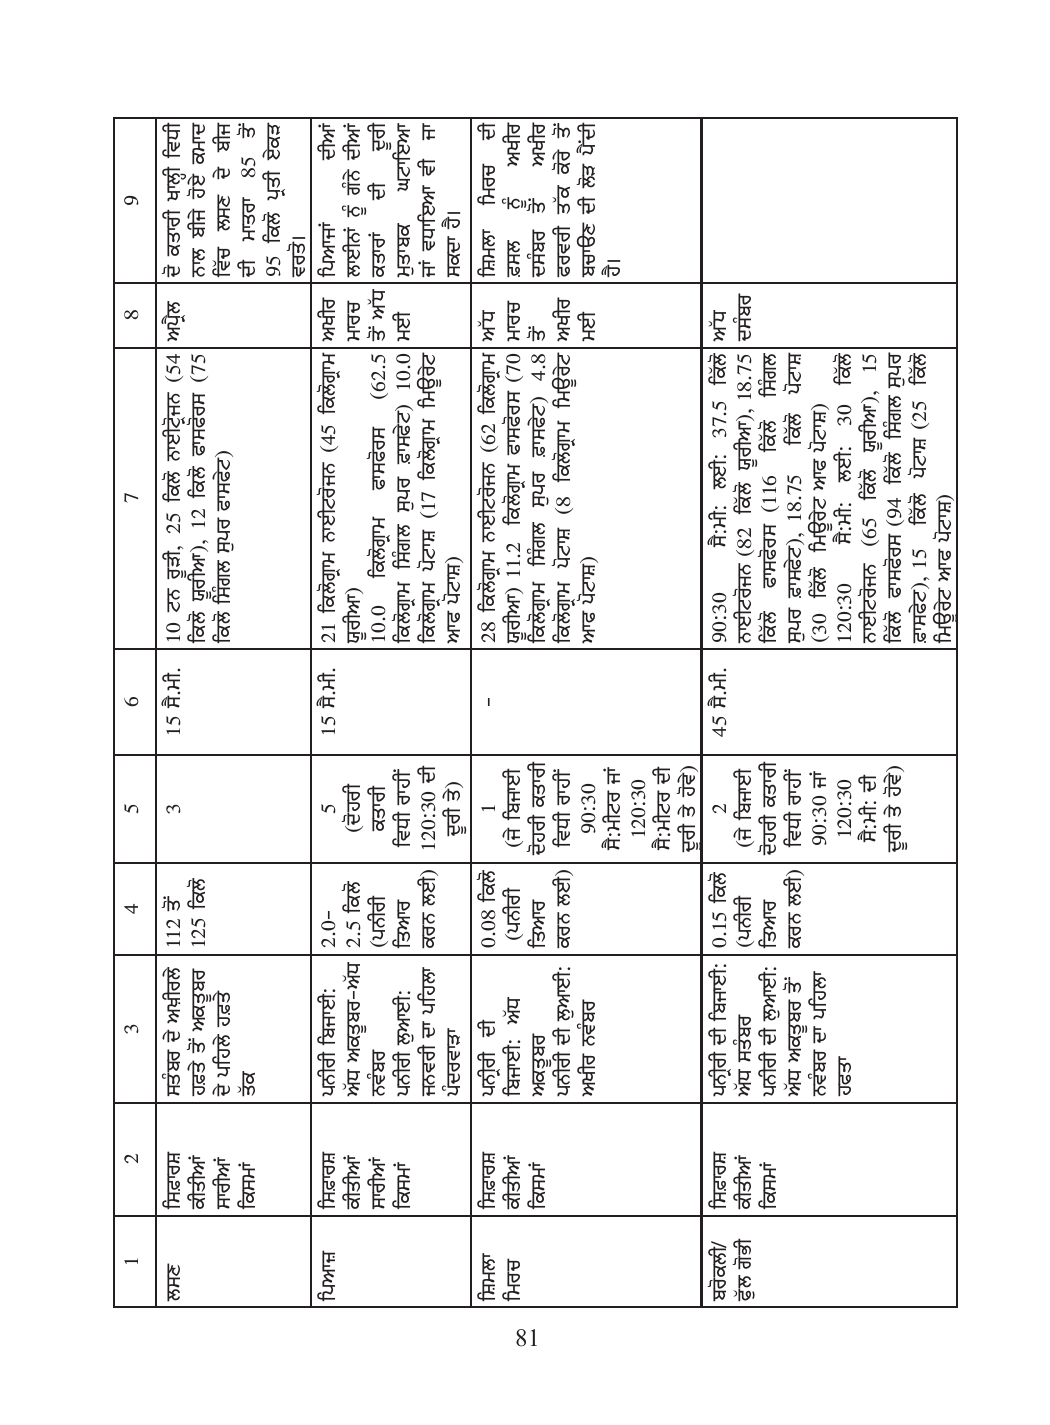 1
2
3
4
5
6
7
8
9
ਲਸਣ
ਸਿਫ਼ਾਰਸ਼
ਕੀਤੀਆਂ
ਸਾਰੀਆਂ
ਕਿਸਮਾਂ
ਸਤੰਬਰ ਦੇ ਅਖ਼ੀਰਲੇ
ਹਫ਼ਤੇ ਤੋਂ ਅਕਤੂਬਰ
ਦੇ ਪਹਿਲੇ ਹਫ਼ਤੇ
ਤੱਕ
112 ਤੋਂ
125 ਕਿਲੋ
3
15 ਸੈ.ਮੀ.
10 ਟਨ ਰੂੜੀ, 25 ਕਿਲੋ ਨਾਈਟ੍ਰੋਜਨ (54
ਕਿਲੋ ਯੂਰੀਆ), 12 ਕਿਲੋ ਫਾਸਫੋਰਸ (75
ਕਿਲੋ ਸਿੰਗਲ ਸੁਪਰ ਫਾਸਫੇਟ)
ਅਪ੍ਰੈਲ
ਦੋ ਕਤਾਰੀ ਖਾਲ੍ਹੀ ਵਿਧੀ
ਨਾਲ ਬੀਜੇ ਹੋਏ ਕਮਾਦ
ਵਿੱਚ ਲਸਣ ਦੇ ਬੀਜ
ਦੀ ਮਾਤਰਾ 85 ਤੋਂ
95 ਕਿਲੋ ਪ੍ਰਤੀ ਏਕੜ
ਵਰਤੋ।
ਪਿਆਜ਼
ਸਿਫ਼ਾਰਸ਼
ਕੀਤੀਆਂ
ਸਾਰੀਆਂ
ਕਿਸਮਾਂ
ਪਨੀਰੀ ਬਿਜਾਈ:
ਅੱਧ ਅਕਤੂਬਰ-ਅੱਧ
ਨਵੰਬਰ
ਪਨੀਰੀ ਲੁਆਈ:
ਜਨਵਰੀ ਦਾ ਪਹਿਲਾ
ਪੰਦਰਵਾੜਾ
2.0-
2.5 ਕਿਲੋ
(ਪਨੀਰੀ
ਤਿਆਰ
ਕਰਨ ਲਈ)
5
(ਦੋਹਰੀ
ਕਤਾਰੀ
ਵਿਧੀ ਰਾਹੀਂ
120:30 ਦੀ
ਦੂਰੀ ਤੇ)
15 ਸੈ.ਮੀ.
21 ਕਿਲੋਗ੍ਰਾਮ ਨਾਈਟਰੋਜਨ (45 ਕਿਲੋਗ੍ਰਾਮ
ਯੂਰੀਆ)
10.0 ਕਿਲੋਗ੍ਰਾਮ ਫਾਸਫੋਰਸ (62.5
ਕਿਲੋਗ੍ਰਾਮ ਸਿੰਗਲ ਸੁਪਰ ਫ਼ਾਸਫੇਟ) 10.0
ਕਿਲੋਗ੍ਰਾਮ ਪੋਟਾਸ਼ (17 ਕਿਲੋਗ੍ਰਾਮ ਮਿਊਰੇਟ
ਆਫ ਪੋਟਾਸ਼)
ਅਖੀਰ
ਮਾਰਚ
ਤੋਂ ਅੱਧ
ਮਈ
ਪਿਆਜਾਂ ਦੀਆਂ
ਲਾਈਨਾਂ ਨੂੰ ਗੰਨੇ ਦੀਆਂ
ਕਤਾਰਾਂ ਦੀ ਦੂਰੀ
ਮੁਤਾਬਕ ਘਟਾਇਆ
ਜਾਂ ਵਧਾਇਆ ਵੀ ਜਾ
ਸਕਦਾ ਹੈ।
ਸ਼ਿਮਲਾ
ਮਿਰਚ
ਸਿਫ਼ਾਰਸ਼
ਕੀਤੀਆਂ
ਕਿਸਮਾਂ
ਪਨੀਰੀ ਦੀ
ਬਿਜਾਈ: ਅੱਧ
ਅਕਤੂਬਰ
ਪਨੀਰੀ ਦੀ ਲੁਆਈ:
ਅਖੀਰ ਨਵੰਬਰ
0.08 ਕਿਲੋ
(ਪਨੀਰੀ
ਤਿਆਰ
ਕਰਨ ਲਈ)
1
(ਜੇ ਬਿਜਾਈ
ਦੋਹਰੀ ਕਤਾਰੀ
ਵਿਧੀ ਰਾਹੀਂ
90:30
ਸੈ:ਮੀਟਰ ਜਾਂ
120:30
ਸੈ:ਮੀਟਰ ਦੀ
ਦੂਰੀ ਤੇ ਹੋਵੇ)
-
28 ਕਿਲੋਗ੍ਰਾਮ ਨਾਈਟਰੋਜਨ (62 ਕਿਲੋਗ੍ਰਾਮ
ਯੂਰੀਆ) 11.2 ਕਿਲੋਗ੍ਰਾਮ ਫਾਸਫੋਰਸ (70
ਕਿਲੋਗ੍ਰਾਮ ਸਿੰਗਲ ਸੁਪਰ ਫ਼ਾਸਫੇਟ) 4.8
ਕਿਲੋਗ੍ਰਾਮ ਪੋਟਾਸ਼ (8 ਕਿਲੋਗ੍ਰਾਮ ਮਿਊਰੇਟ
ਆਫ ਪੋਟਾਸ਼)
ਅੱਧ
ਮਾਰਚ
ਤੋਂ
ਅਖੀਰ
ਮਈ
ਸ਼ਿਮਲਾ ਮਿਰਚ ਦੀ
ਫ਼ਸਲ ਨੂੰ ਅਖੀਰ
ਦਸੰਬਰ ਤੋਂ ਅਖੀਰ
ਫਰਵਰੀ ਤੱਕ ਕੋਰੇ ਤੋਂ
ਬਚਾਉਣ ਦੀ ਲੋੜ ਪੈਂਦੀ
ਹੈ।
ਬਰੋਕਲੀ/
ਫੁੱਲ ਗੋਭੀ
ਸਿਫ਼ਾਰਸ਼
ਕੀਤੀਆਂ
ਕਿਸਮਾਂ
ਪਨੀਰੀ ਦੀ ਬਿਜਾਈ:
ਅੱਧ ਸਤੰਬਰ
ਪਨੀਰੀ ਦੀ ਲੁਆਈ:
ਅੱਧ ਅਕਤੂਬਰ ਤੋਂ
ਨਵੰਬਰ ਦਾ ਪਹਿਲਾ
ਹਫਤਾ
0.15 ਕਿਲੋ
(ਪਨੀਰੀ
ਤਿਆਰ
ਕਰਨ ਲਈ)
2
(ਜੇ ਬਿਜਾਈ
ਦੋਹਰੀ ਕਤਾਰੀ
ਵਿਧੀ ਰਾਹੀਂ
90:30 ਜਾਂ
120:30
ਸੈ:ਮੀ: ਦੀ
ਦੂਰੀ ਤੇ ਹੋਵੇ)
45 ਸੈ.ਮੀ.
90:30 ਸੈ:ਮੀ: ਲਈ: 37.5 ਕਿੱਲੋ
ਨਾਈਟਰੋਜਨ (82 ਕਿੱਲੋ ਯੂਰੀਆ), 18.75
ਕਿੱਲੋ ਫਾਸਫੋਰਸ (116 ਕਿੱਲੋ ਸਿੰਗਲ
ਸੁਪਰ ਫ਼ਾਸਫੇਟ), 18.75 ਕਿੱਲੋ ਪੋਟਾਸ਼
(30 ਕਿੱਲੋ ਮਿਊਰੇਟ ਆਫ ਪੋਟਾਸ਼)
120:30 ਸੈ:ਮੀ: ਲਈ: 30 ਕਿੱਲੋ
ਨਾਈਟਰੋਜਨ (65 ਕਿੱਲੋ ਯੂਰੀਆ), 15
ਕਿੱਲੋ ਫਾਸਫੋਰਸ (94 ਕਿੱਲੋ ਸਿੰਗਲ ਸੁਪਰ
ਫ਼ਾਸਫੇਟ), 15 ਕਿੱਲੋ ਪੋਟਾਸ਼ (25 ਕਿੱਲੋ
ਮਿਊਰੇਟ ਆਫ ਪੋਟਾਸ਼)
ਅੱਧ
ਦਸੰਬਰ
81